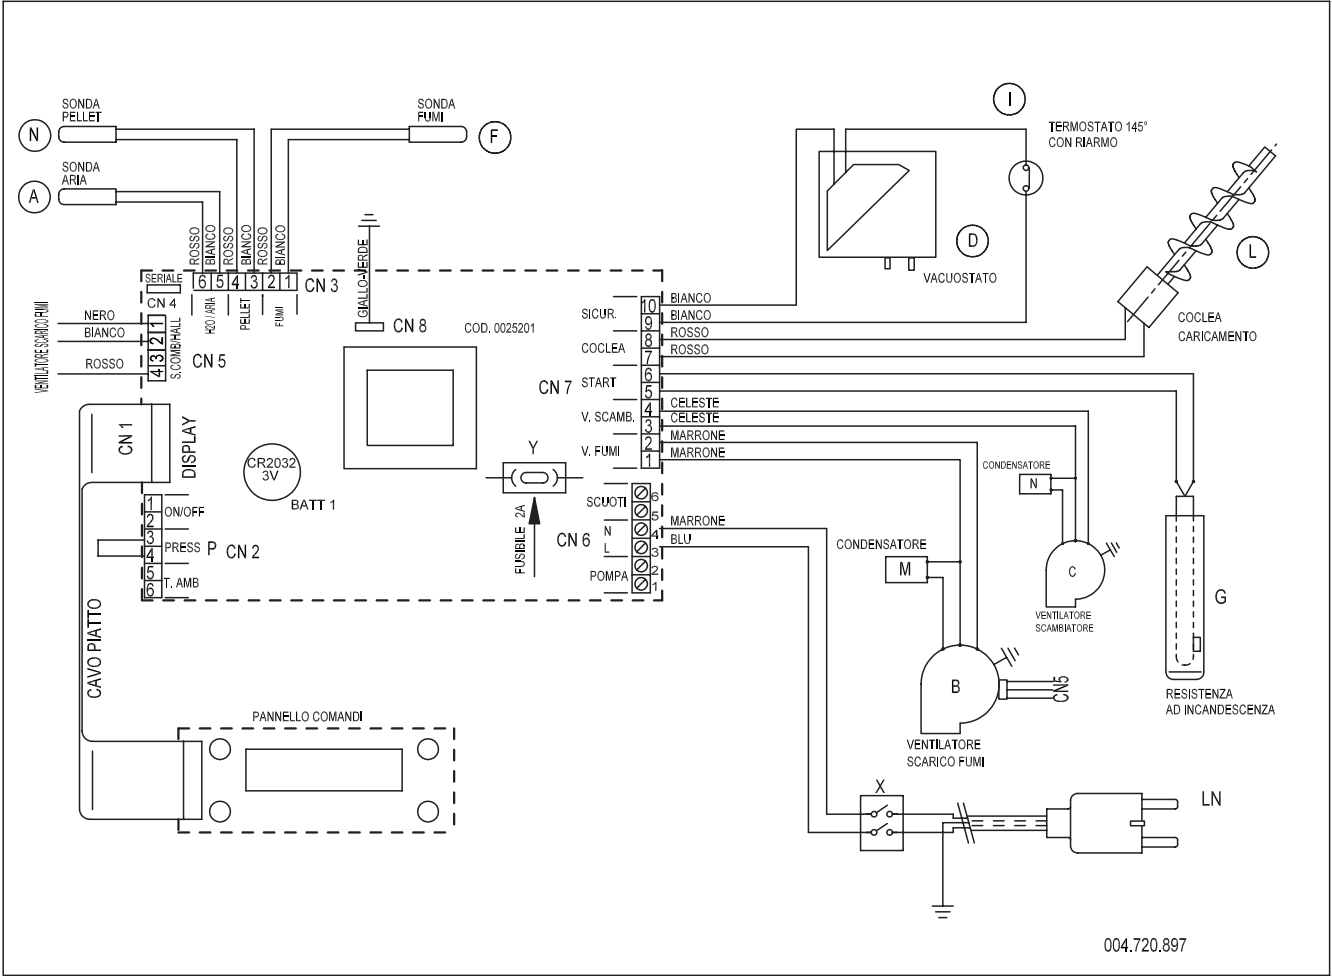 SONDA
PELLET
N
SONDA
ARIA
A
SONDA
FUMI
F
I
TERMOSTATO 145°
CON RIARMO
D
VACUOSTATO
L
COCLEA
CARICAMENTO
ROSSO
BIANCO
ROSSO
BIANCO
ROSSO
BIANCO
6 5 4 3 2 1
CN 3
H2O / ARIA
PELLET
FUMI
GIALLO-VERDE
CN 8
COD. 0025201
SERIALE
CN 4
VENTILATORE SCARICO FUMI
NERO
BIANCO
ROSSO
1
2
3
4
S.COMB/HALL
CN 5
CN 1
DISPLAY
CR2032
3V
BATT 1
Y
FUSIBILE 2A
1
2
3
4
5
6
ON/OFF
PRESS P
T. AMB
CN 2
CAVO PIATTO
PANNELLO COMANDI
CN 7
SICUR.
COCLEA
START
V. SCAMB.
V. FUMI
10
9
8
7
6
5
4
3
2
1
BIANCO
BIANCO
ROSSO
ROSSO
CELESTE
CELESTE
MARRONE
MARRONE
CN 6
SCUOTI
N
L
POMPA
6
5
4
3
2
1
MARRONE
BLU
CONDENSATORE
N
CONDENSATORE
M
C
VENTILATORE
SCAMBIATORE
B
CN5
VENTILATORE
SCARICO FUMI
G
RESISTENZA
AD INCANDESCENZA
X
LN
004.720.897